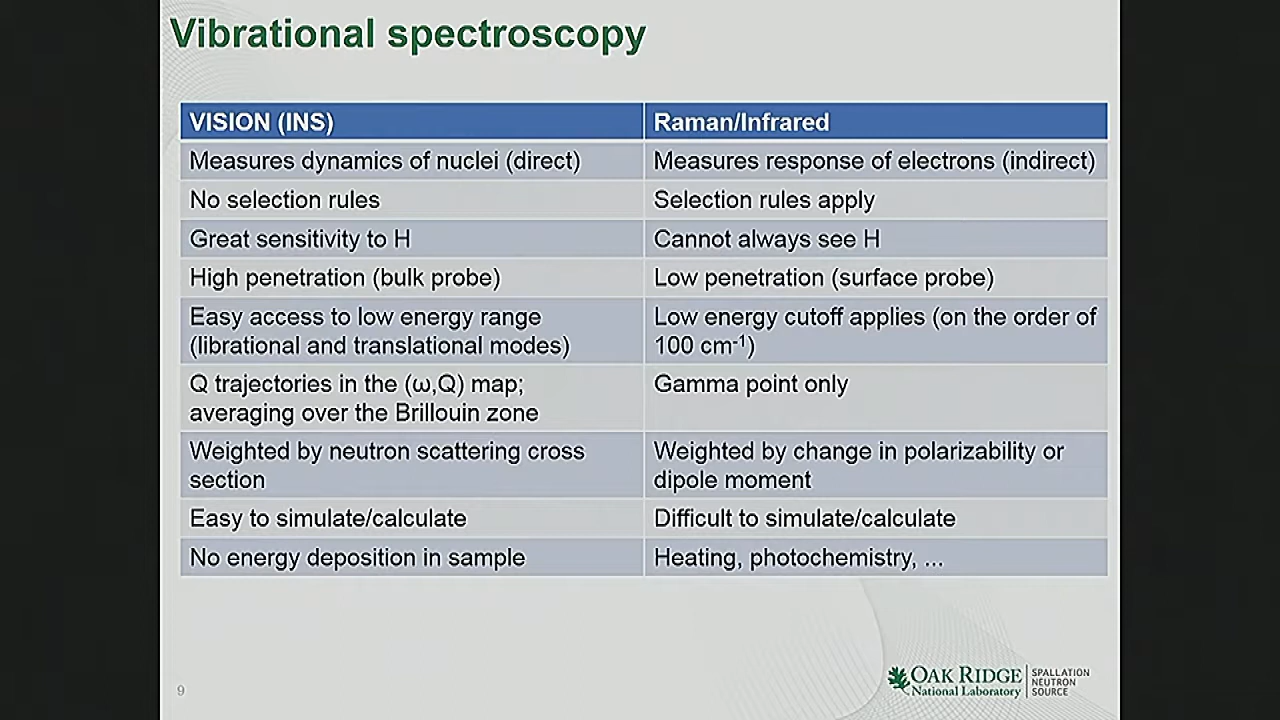 Vibrational spectroscopy
VISION (INS)
Raman/Infrared
Measures dynamics of nuclei (direct)
Measures response of electrons (indirect)
No selection rules
Selection rules apply
Great sensitivity to H
Cannot always see H
High penetration (bulk probe)
Low penetration (surface probe)
Easy access to low energy range
(librational and translational modes)
Low energy cutoff applies (on the order of
100 cm⁻¹)
Q trajectories in the (ω,Q) map;
averaging over the Brillouin zone
Gamma point only
Weighted by neutron scattering cross
section
Weighted by change in polarizability or
dipole moment
Easy to simulate/calculate
Difficult to simulate/calculate
No energy deposition in sample
Heating, photochemistry, ...
9
OAK RIDGE
National Laboratory
SPALLATION
NEUTRON
SOURCE